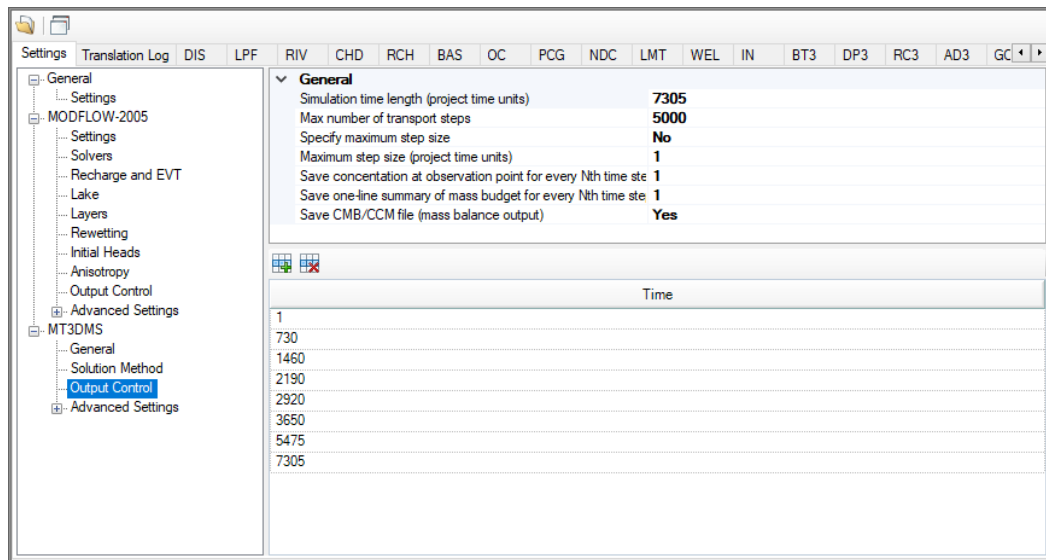 Settings Translation Log DIS LPF RIV CHD RCH BAS OC PCG NDC LMT WEL IN BT3 DP3 RC3 AD3 GC
General
Settings
MODFLOW-2005
Settings
Solvers
Recharge and EVT
Lake
Layers
Rewetting
Initial Heads
Anisotropy
Output Control
Advanced Settings
MT3DMS
General
Solution Method
Output Control
Advanced Settings
General
Simulation time length (project time units) 7305
Max number of transport steps 5000
Specify maximum step size No
Maximum step size (project time units) 1
Save concentation at observation point for every Nth time ste 1
Save one-line summary of mass budget for every Nth time ste 1
Save CMB/CCM file (mass balance output) Yes
Time
1
730
1460
2190
2920
3650
5475
7305